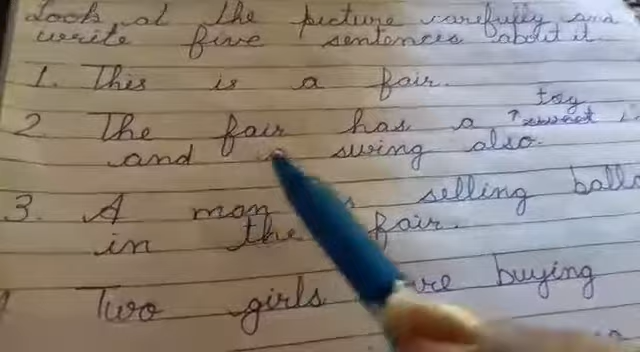 Look at the picture carefully and
write five sentences about it.
1. This is a fair.
toy
2. The fair has a sweet
and swing also.
3. A man selling
in the fair.
Two girls are buying